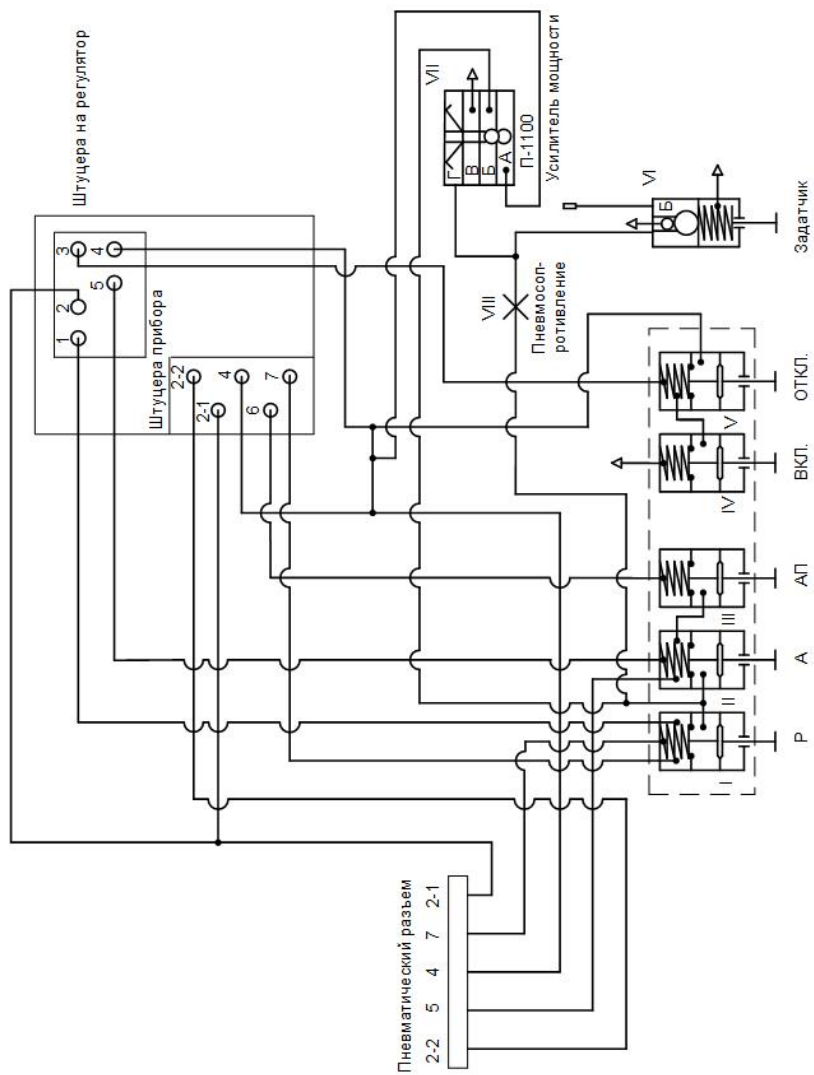 Штуцера на регулятор
1
2
3
5
4
Штуцера прибора
2-2
2-1
4
6
7
VII
Г
В
Б
А
П-1100
Усилитель мощности
VIII
Пневмосоп-
ротивление
VI
Б
Задатчик
Пневматический разъем
2-2
5
4
7
2-1
I
II
III
IV
V
Р
А
АП
ВКЛ.
ОТКЛ.